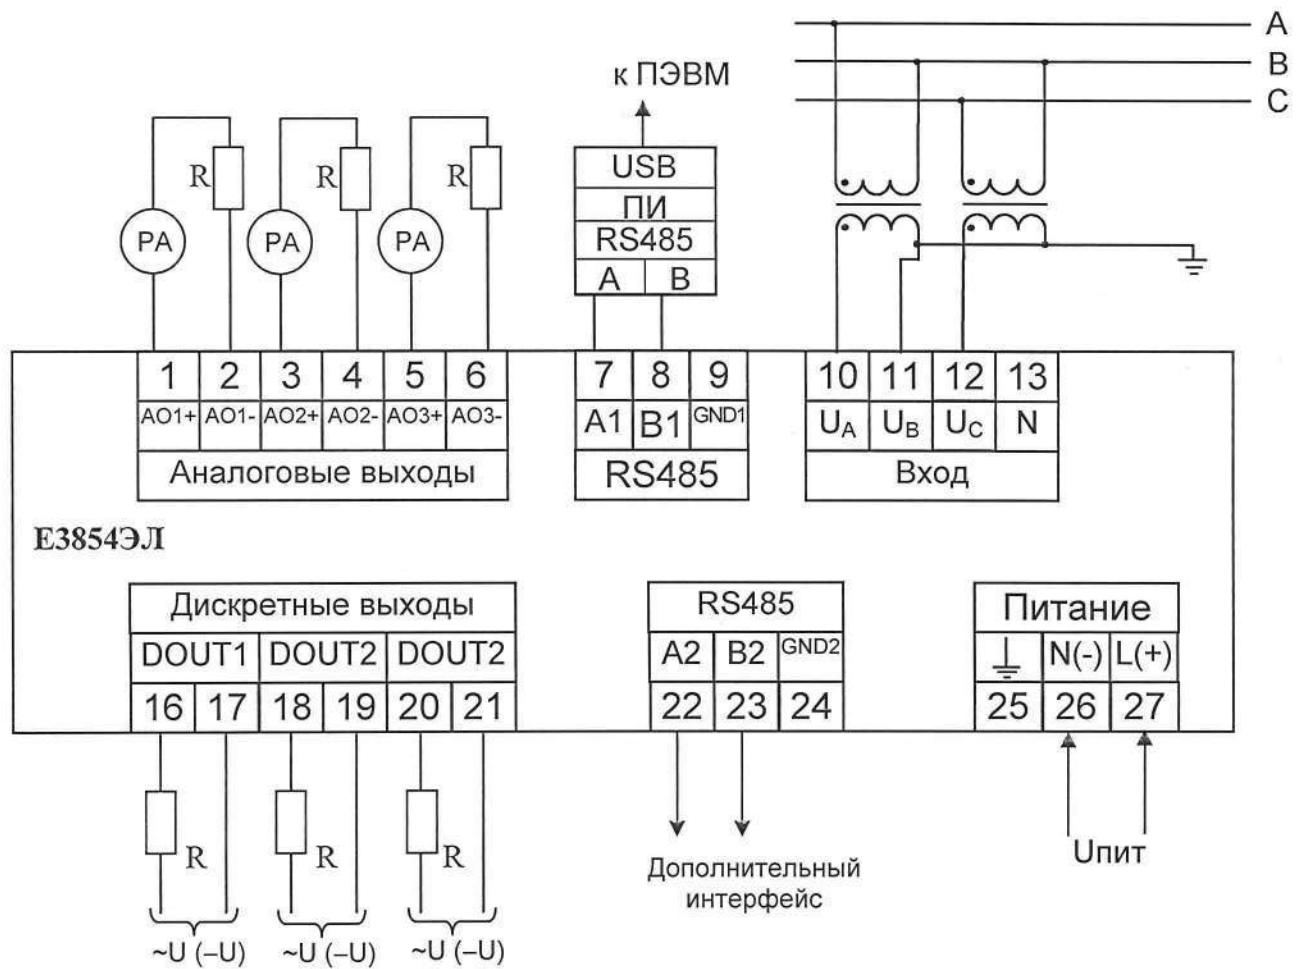 A
B
C
к ПЭВМ
USB
ПИ
RS485
A B
R R R
PA PA PA
1 2 3 4 5 6
AO1+ AO1- AO2+ AO2- AO3+ AO3-
Аналоговые выходы
7 8 9
A1 B1 GND1
RS485
10 11 12 13
UA UB UC N
Вход
Е3854ЭЛ
Дискретные выходы
DOUT1 DOUT2 DOUT2
16 17 18 19 20 21
RS485
A2 B2 GND2
22 23 24
Питание
N(-) L(+)
25 26 27
R R R
~U (–U) ~U (–U) ~U (–U)
Дополнительный
интерфейс
Uпит